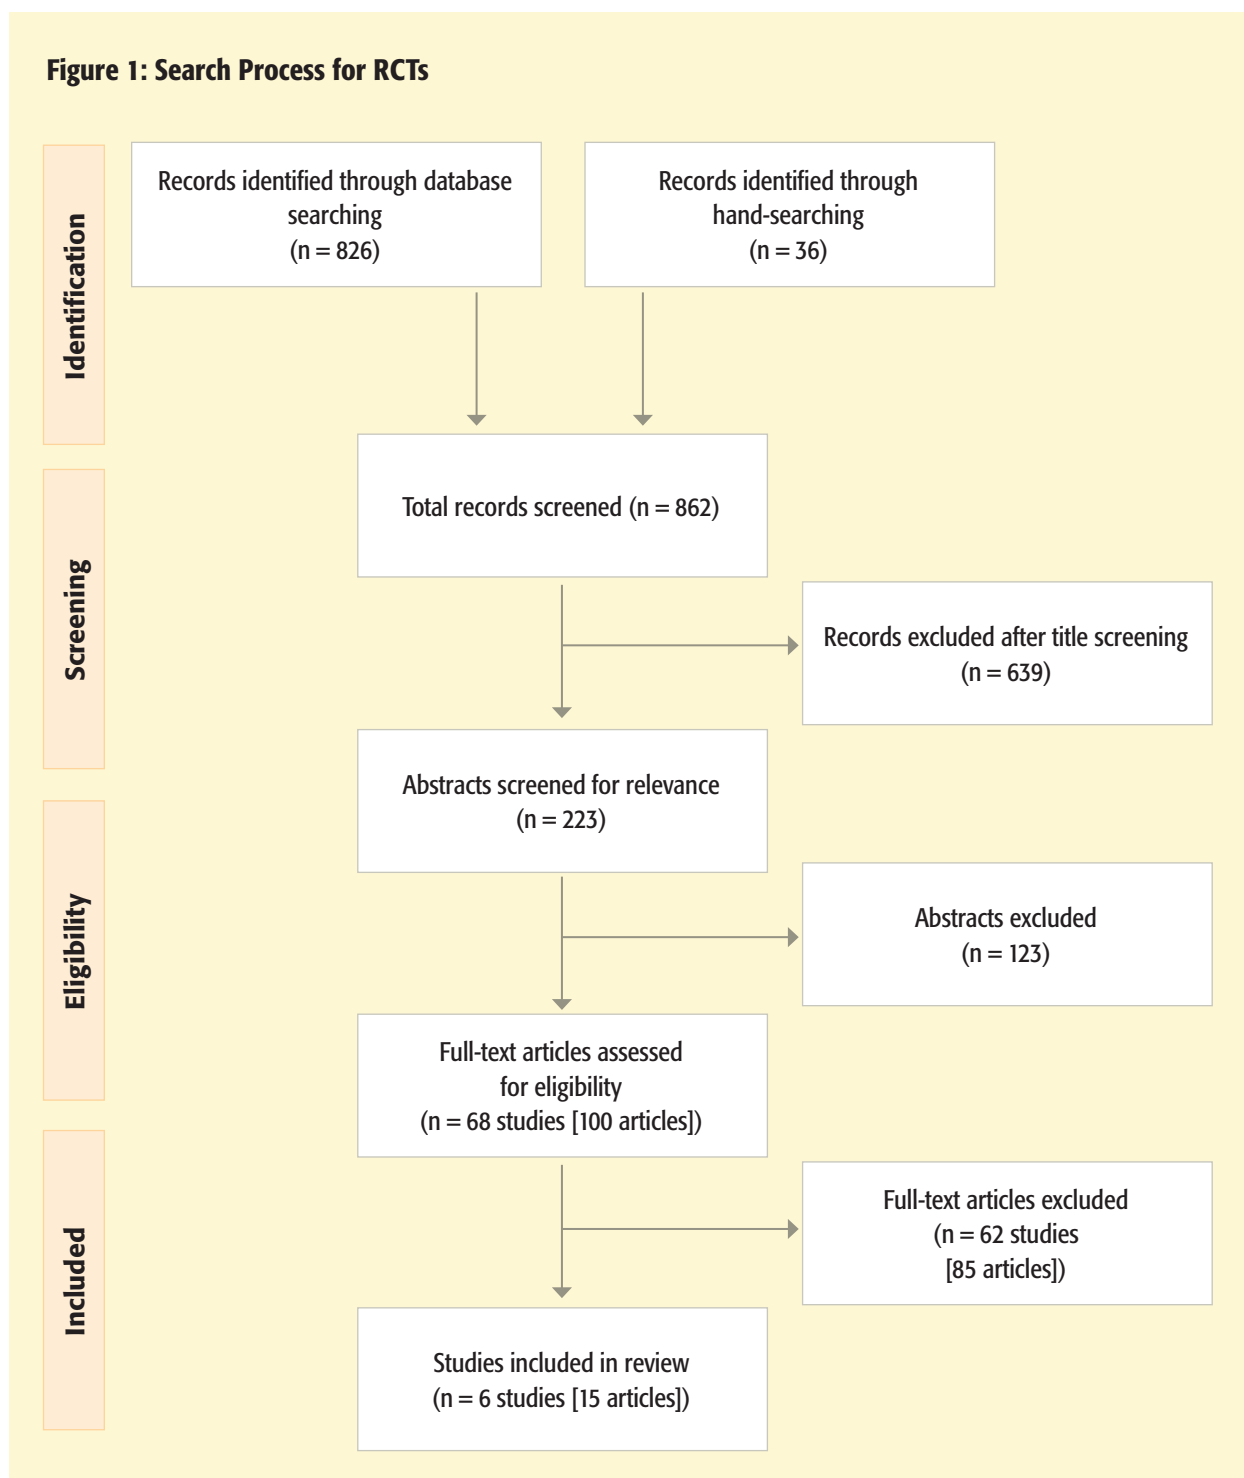 Figure 1: Search Process for RCTs
Identification
Records identified through database
searching
(n = 826)
Records identified through
hand-searching
(n = 36)
Total records screened (n = 862)
Screening
Records excluded after title screening
(n = 639)
Abstracts screened for relevance
(n = 223)
Eligibility
Abstracts excluded
(n = 123)
Full-text articles assessed
for eligibility
(n = 68 studies [100 articles])
Included
Full-text articles excluded
(n = 62 studies
[85 articles])
Studies included in review
(n = 6 studies [15 articles])